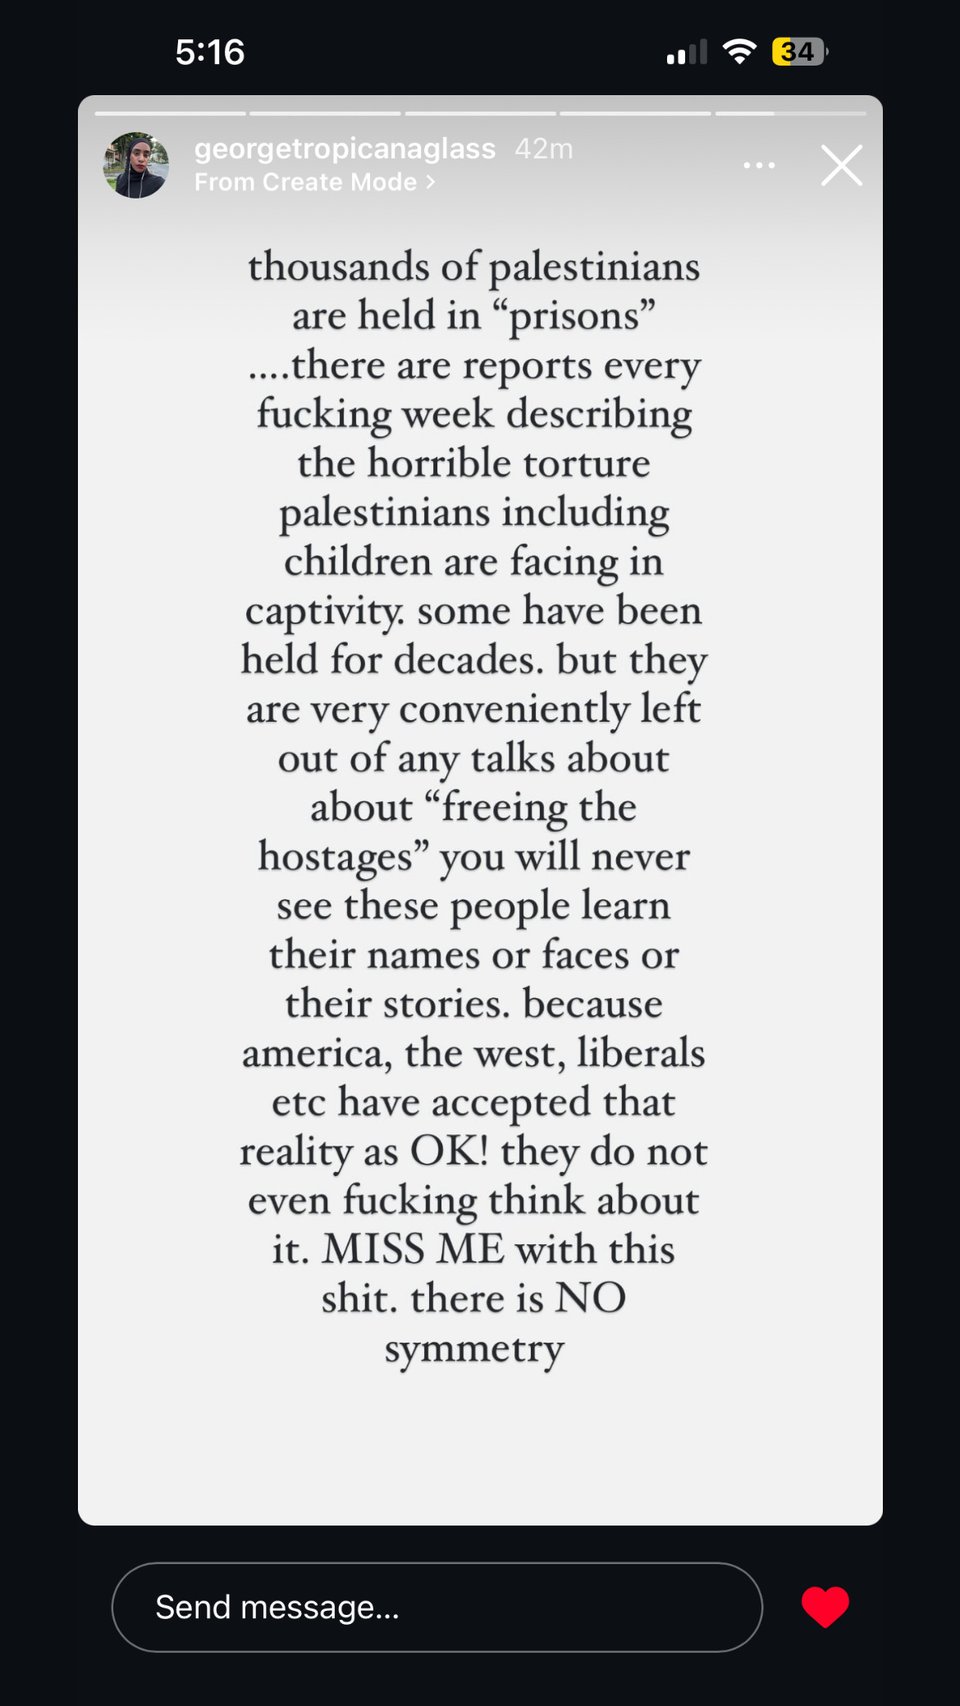 5:16
34
georgetropicanaglass 42m
From Create Mode >
thousands of palestinians
are held in “prisons”
....there are reports every
fucking week describing
the horrible torture
palestinians including
children are facing in
captivity. some have been
held for decades. but they
are very conveniently left
out of any talks about
about “freeing the
hostages” you will never
see these people learn
their names or faces or
their stories. because
america, the west, liberals
etc have accepted that
reality as OK! they do not
even fucking think about
it. MISS ME with this
shit. there is NO
symmetry
Send message...